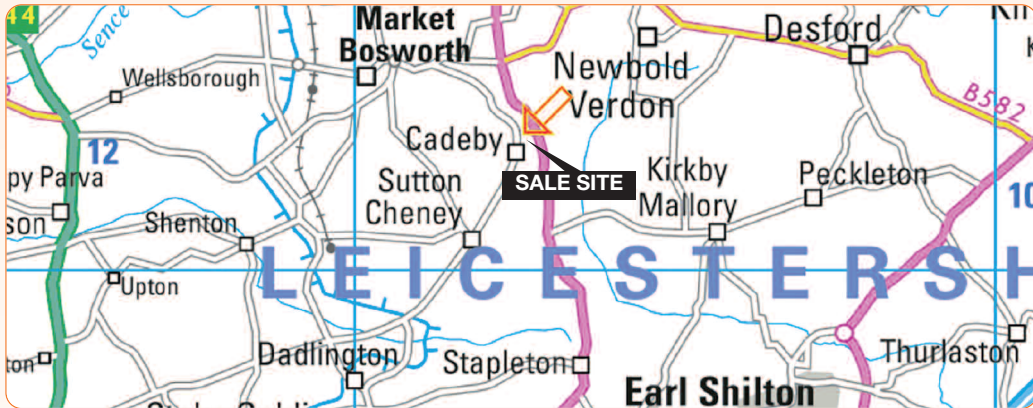 44
Sence
Market
Bosworth
Desford
Wellsborough
Newbold
Verdon
B582
12
Cadeby
SALE SITE
Sutton
Cheney
Kirkby
Mallory
Peckleton
10
py Parva
son
Shenton
LEICESTERSH
Upton
Dadlington
Stapleton
Thurlaston
ton
Earl Shilton